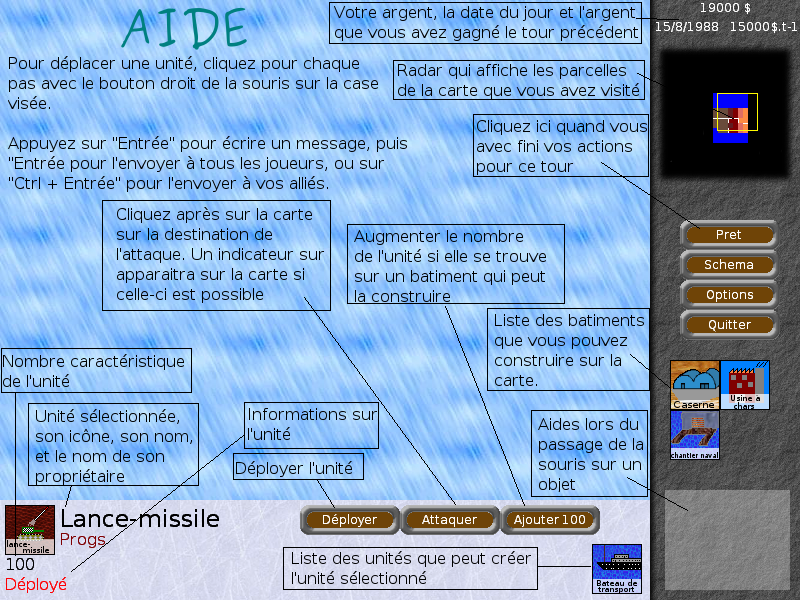 AIDE
Votre argent, la date du jour et l'argent
que vous avez gagné le tour précédent
19000 $
15/8/1988 15000$.t-1
Pour déplacer une unité, cliquez pour chaque
pas avec le bouton droit de la souris sur la case
visée.
Radar qui affiche les parcelles
de la carte que vous avez visité
Appuyez sur "Entrée" pour écrire un message, puis
"Entrée pour l'envoyer à tous les joueurs, ou sur
"Ctrl + Entrée" pour l'envoyer à vos alliés.
Cliquez ici quand vous
avec fini vos actions
pour ce tour
Cliquez après sur la carte
sur la destination de
l'attaque. Un indicateur sur
apparaitra sur la carte si
celle-ci est possible
Augmenter le nombre
de l'unité si elle se trouve
sur un batiment qui peut
la construire
Pret
Schema
Options
Quitter
Liste des batiments
que vous pouvez
construire sur la
carte.
Caserne
Usine à
chars
chantier naval
Nombre caractéristique
de l'unité
Unité sélectionnée,
son icône, son nom,
et le nom de son
propriétaire
Informations sur
l'unité
Déployer l'unité
Aides lors du
passage de la
souris sur un
objet
lance-
missile
Lance-missile
Progs
100
Déployé
Déployer
Attaquer
Ajouter 100
Liste des unités que peut créer
l'unité sélectionné
Bateau de
transport